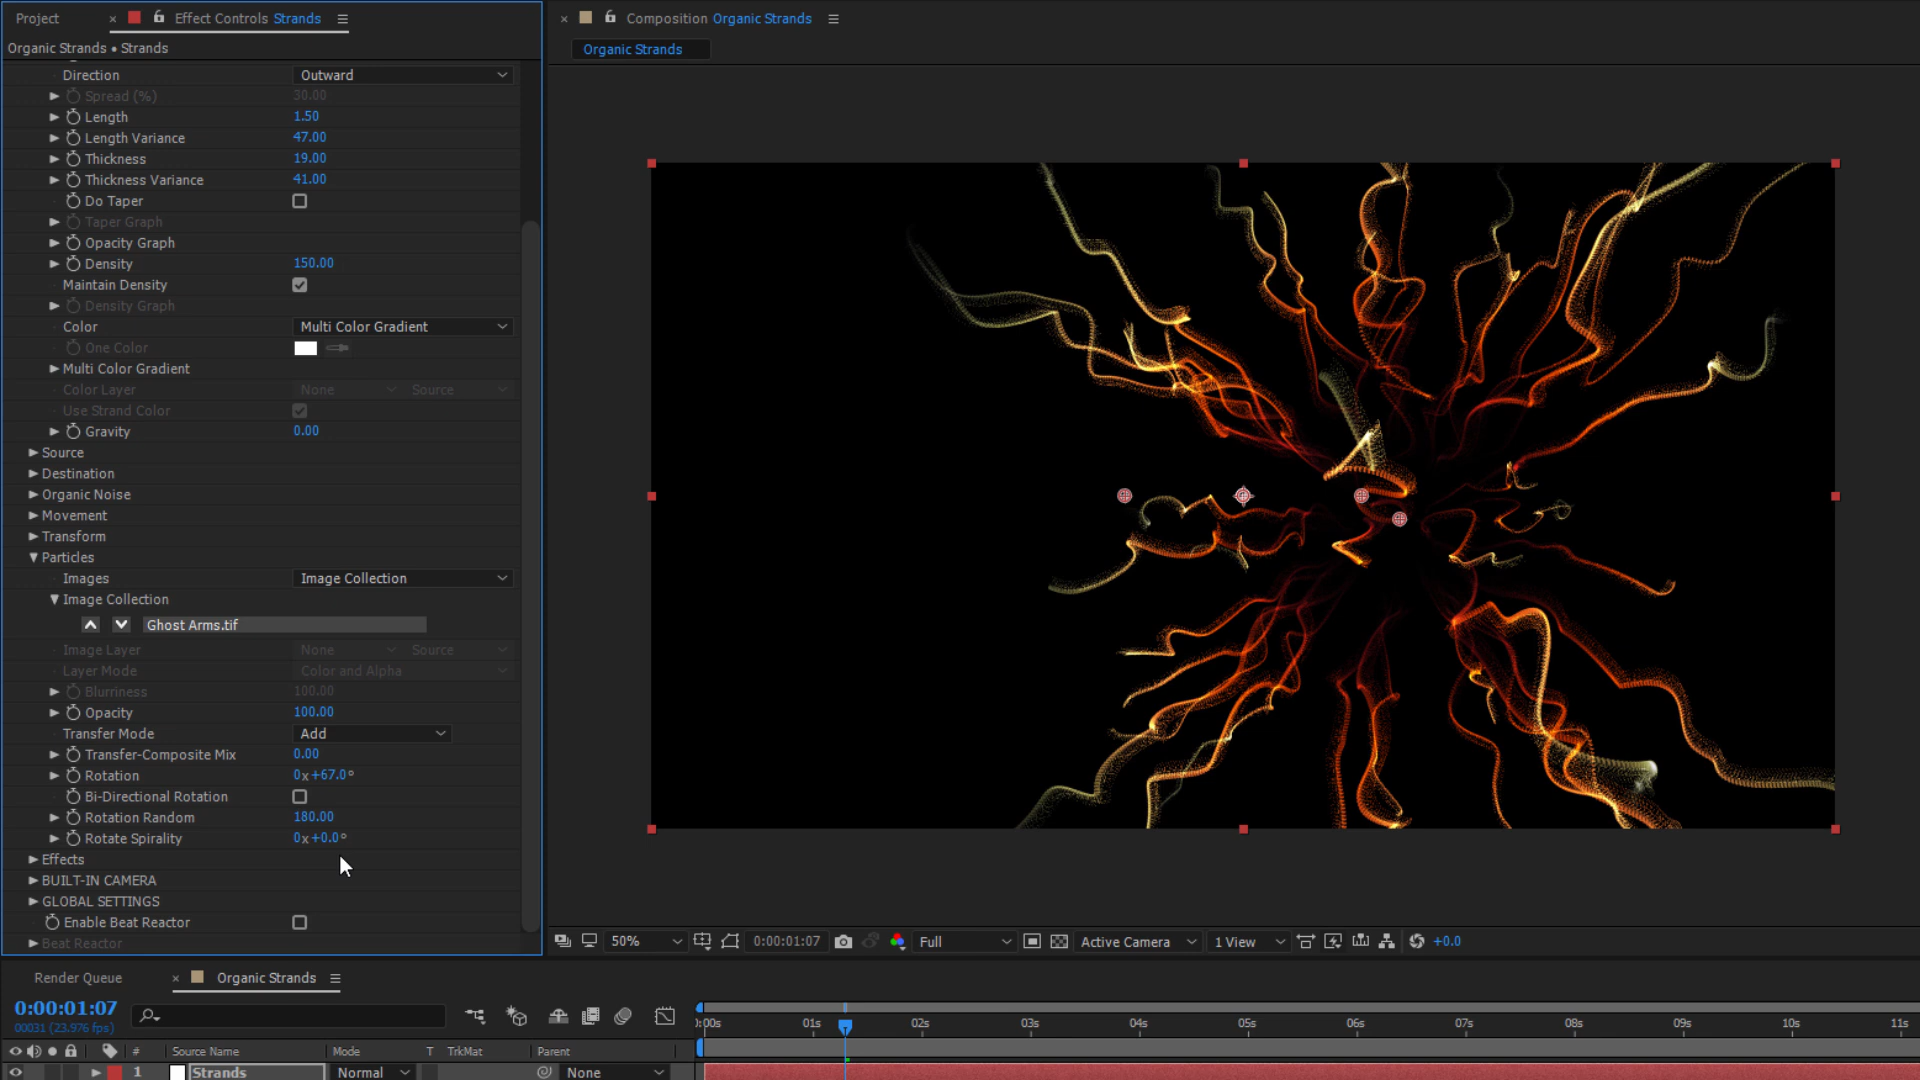 Project × Effect Controls Strands
Organic Strands • Strands
Direction Outward
Spread (%) 30.00
Length 1.50
Length Variance 47.00
Thickness 19.00
Thickness Variance 41.00
Do Taper
Taper Graph
Opacity Graph
Density 150.00
Maintain Density
Density Graph
Color Multi Color Gradient
One Color
Multi Color Gradient
Color Layer None Source
Use Strand Color
Gravity 0.00
Source
Destination
Organic Noise
Movement
Transform
Particles
Images Image Collection
Image Collection
Ghost Arms.tif
Image Layer None Source
Layer Mode Color and Alpha
Blurriness 100.00
Opacity 100.00
Transfer Mode Add
Transfer-Composite Mix 0.00
Rotation 0x+67.0°
Bi-Directional Rotation
Rotation Random 180.00
Rotate Spirality 0x+0.0°
Effects
BUILT-IN CAMERA
GLOBAL SETTINGS
Enable Beat Reactor
Beat Reactor
× Composition Organic Strands
Organic Strands
50% 0:00:01:07 Full Active Camera 1 View +0.0
Render Queue × Organic Strands
0:00:01:07
00031 (23.976 fps)
):00s 01s 02s 03s 04s 05s 06s 07s 08s 09s 10s 11s
# Source Name Mode T TrkMat Parent
1 Strands Normal None